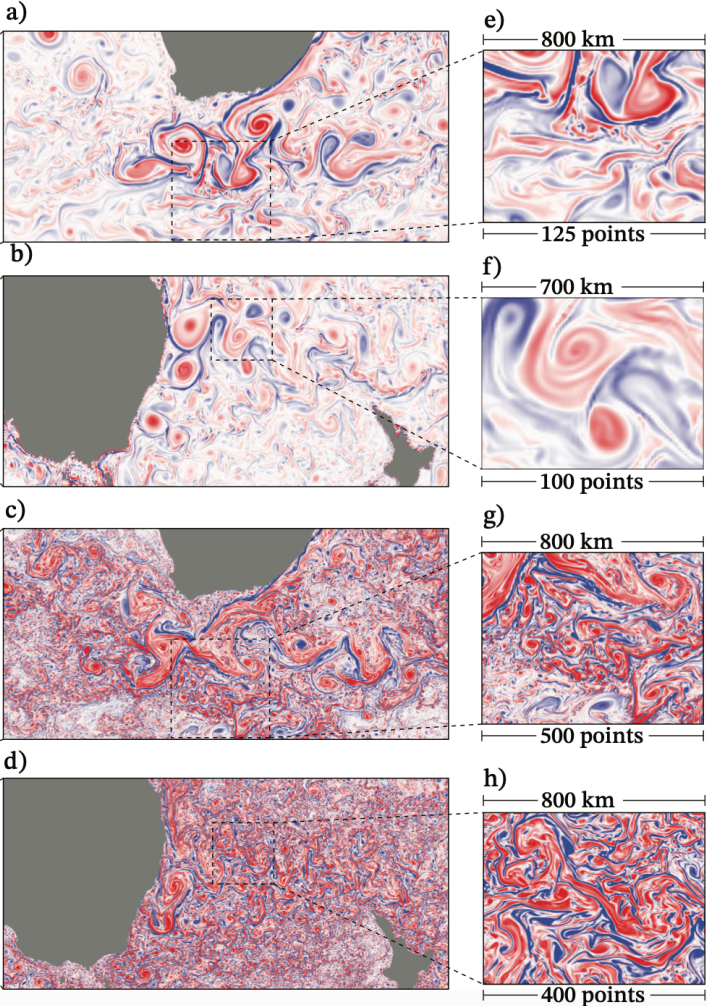 a)
e)
800 km
125 points
b)
f)
700 km
100 points
c)
g)
800 km
500 points
d)
h)
800 km
400 points